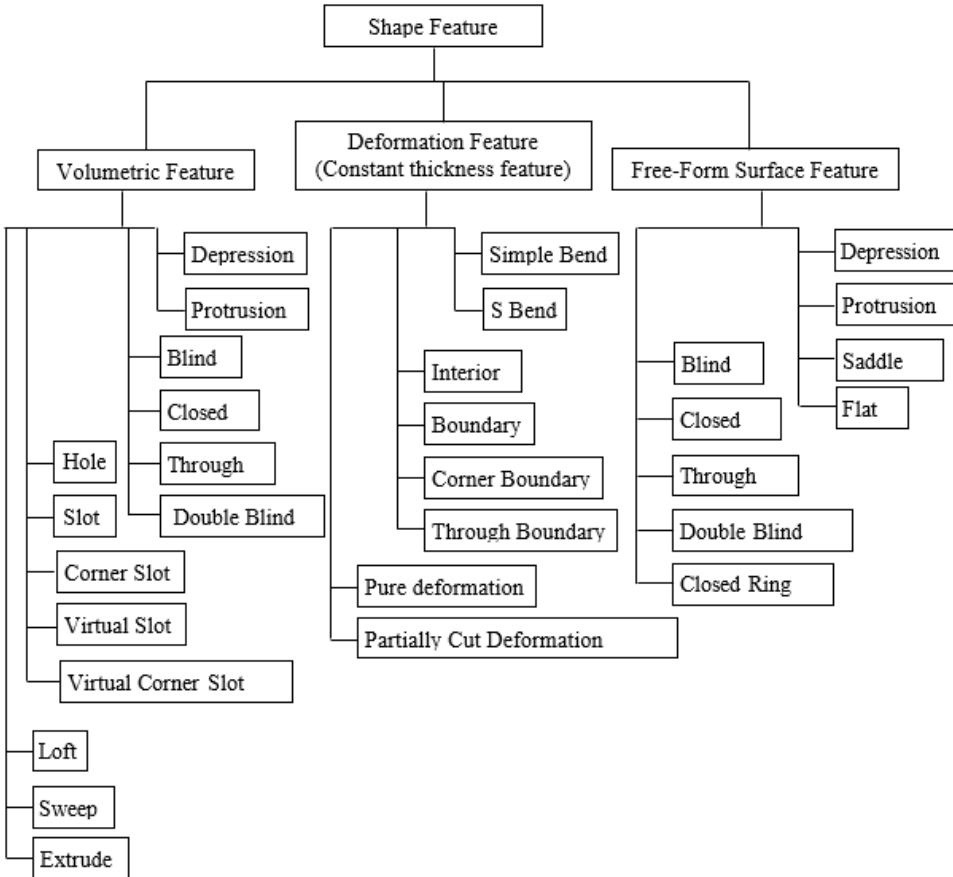 Shape Feature
Volumetric Feature
Deformation Feature
(Constant thickness feature)
Free-Form Surface Feature
Depression
Protrusion
Blind
Closed
Through
Double Blind
Hole
Slot
Corner Slot
Virtual Slot
Virtual Corner Slot
Loft
Sweep
Extrude
Simple Bend
S Bend
Interior
Boundary
Corner Boundary
Through Boundary
Pure deformation
Partially Cut Deformation
Depression
Protrusion
Saddle
Flat
Blind
Closed
Through
Double Blind
Closed Ring